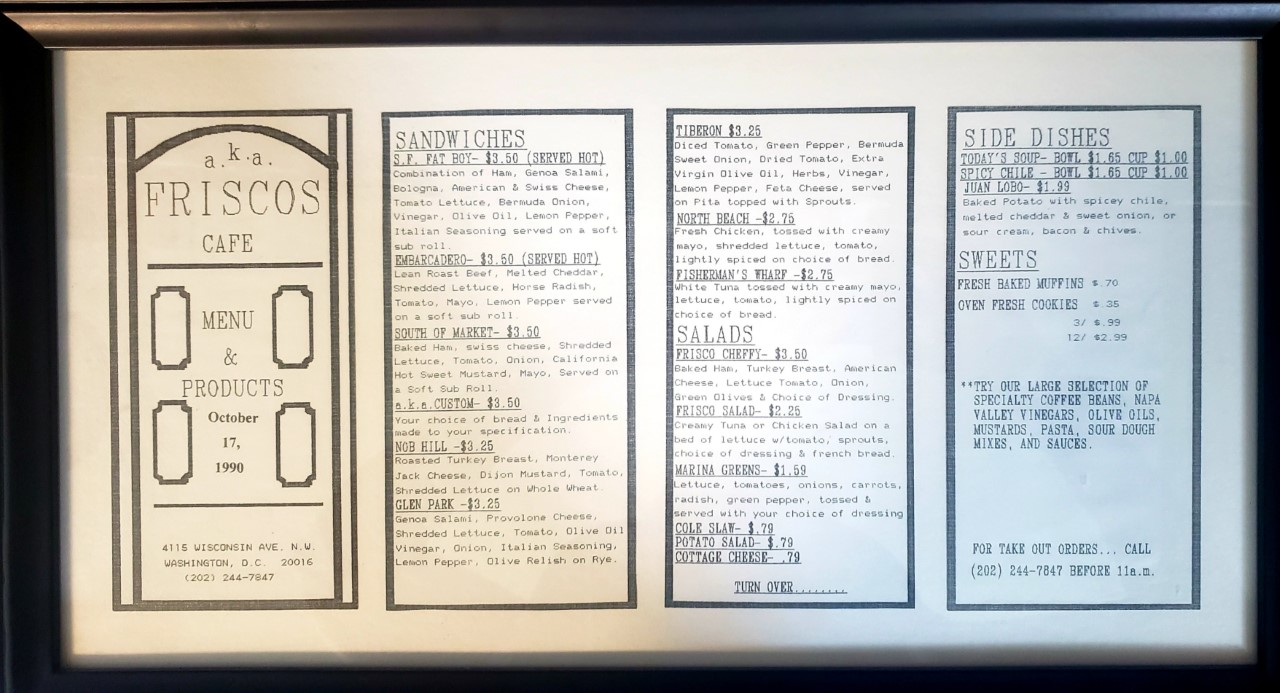 a.k.a.
FRISCOS
CAFE
MENU
&
PRODUCTS
October
17,
1990
4115 WISCONSIN AVE. N.W.
WASHINGTON, D.C. 20016
(202) 244-7847
SANDWICHES
S.F. FAT BOY- $3.50 (SERVED HOT)
Combination of Ham, Genoa Salami,
Bologna, American & Swiss Cheese,
Tomato Lettuce, Bermuda Onion,
Vinegar, Olive Oil, Lemon Pepper,
Italian Seasoning served on a soft
sub roll.
EMBARCADERO- $3.50 (SERVED HOT)
Lean Roast Beef, Melted Cheddar,
Shredded Lettuce, Horse Radish,
Tomato, Mayo, Lemon Pepper served
on a soft sub roll.
SOUTH OF MARKET- $3.50
Baked Ham, swiss cheese, Shredded
Lettuce, Tomato, Onion, California
Hot Sweet Mustard, Mayo, Served on
a Soft Sub Roll.
a.k.a.CUSTOM- $3.50
Your choice of bread & Ingredients
made to your specification.
NOB HILL -$3.25
Roasted Turkey Breast, Monterey
Jack Cheese, Dijon Mustard, Tomato,
Shredded Lettuce on Whole Wheat.
GLEN PARK -$3.25
Genoa Salami, Provolone Cheese,
Shredded Lettuce, Tomato, Olive Oil
Vinegar, Onion, Italian Seasoning,
Lemon Pepper, Olive Relish on Rye.
TIBERON $3.25
Diced Tomato, Green Pepper, Bermuda
Sweet Onion, Dried Tomato, Extra
Virgin Olive Oil, Herbs, Vinegar,
Lemon Pepper, Feta Cheese, served
on Pita topped with Sprouts.
NORTH BEACH -$2.75
Fresh Chicken, tossed with creamy
mayo, shredded lettuce, tomato,
lightly spiced on choice of bread.
FISHERMAN'S WHARF -$2.75
White Tuna tossed with creamy mayo,
lettuce, tomato, lightly spiced on
choice of bread.
SALADS
FRISCO CHEFFY- $3.50
Baked Ham, Turkey Breast, American
Cheese, Lettuce Tomato, Onion,
Green Olives & Choice of Dressing.
FRISCO SALAD- $2.25
Creamy Tuna or Chicken Salad on a
bed of lettuce w/tomato, sprouts,
choice of dressing & french bread.
MARINA GREENS- $1.59
Lettuce, tomatoes, onions, carrots,
radish, green pepper, tossed &
served with your choice of dressing
COLE SLAW- $.79
POTATO SALAD- $.79
COTTAGE CHEESE- .79
TURN OVER........
SIDE DISHES
TODAY'S SOUP- BOWL $1.65 CUP $1.00
SPICY CHILE - BOWL $1.65 CUP $1.00
JUAN LOBO- $1.99
Baked Potato with spicey chile,
melted cheddar & sweet onion, or
sour cream, bacon & chives.
SWEETS
FRESH BAKED MUFFINS $.70
OVEN FRESH COOKIES $.35
3/ $.99
12/ $2.99
**TRY OUR LARGE SELECTION OF
SPECIALTY COFFEE BEANS, NAPA
VALLEY VINEGARS, OLIVE OILS,
MUSTARDS, PASTA, SOUR DOUGH
MIXES, AND SAUCES.
FOR TAKE OUT ORDERS... CALL
(202) 244-7847 BEFORE 11a.m.